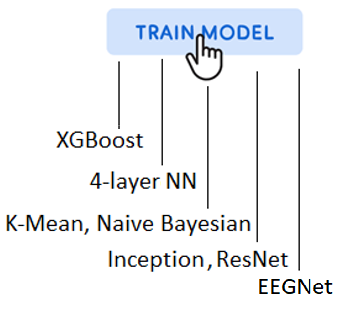 TRAIN MODEL
XGBoost
4-layer NN
K-Mean, Naive Bayesian
Inception, ResNet
EEGNet